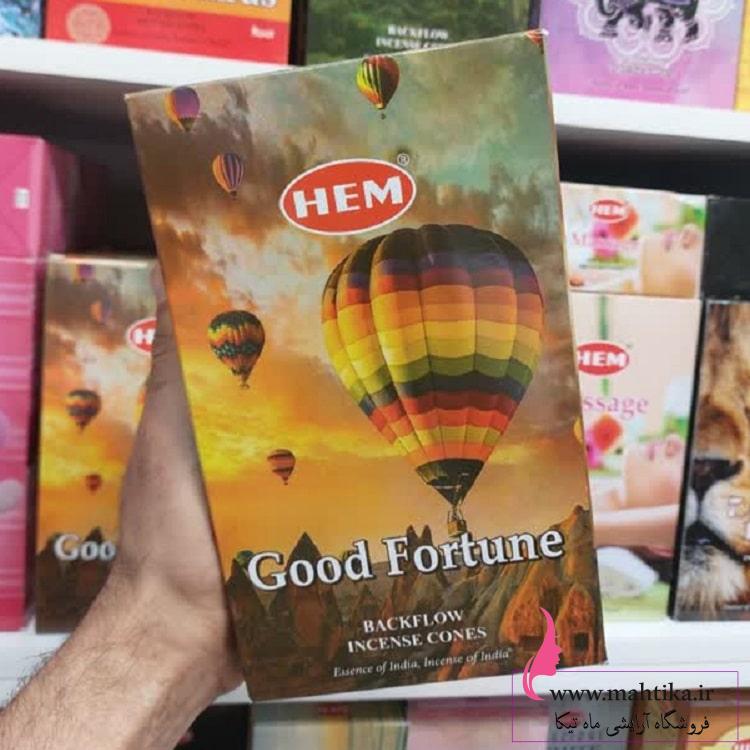 BACKFLOW
INCENSE CONES
HEM®
HEM
Massage
HEM
ssage
Goo
Good Fortune
BACKFLOW
INCENSE CONES
Essence of India, Incense of India
www.mahtika.ir
فروشگاه آرایشی ماه تیکا